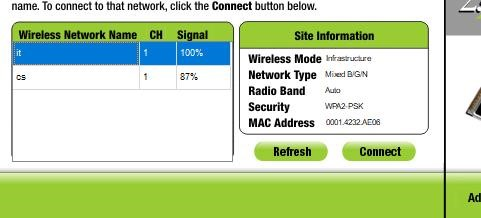 name. To connect to that network, click the Connect button below.
Wireless Network Name CH Signal
it 1 100%
cs 1 87%
Site Information
Wireless Mode Infrastructure
Network Type Mixed B/G/N
Radio Band Auto
Security WPA2-PSK
MAC Address 0001.4232.AE06
Refresh Connect
Ad